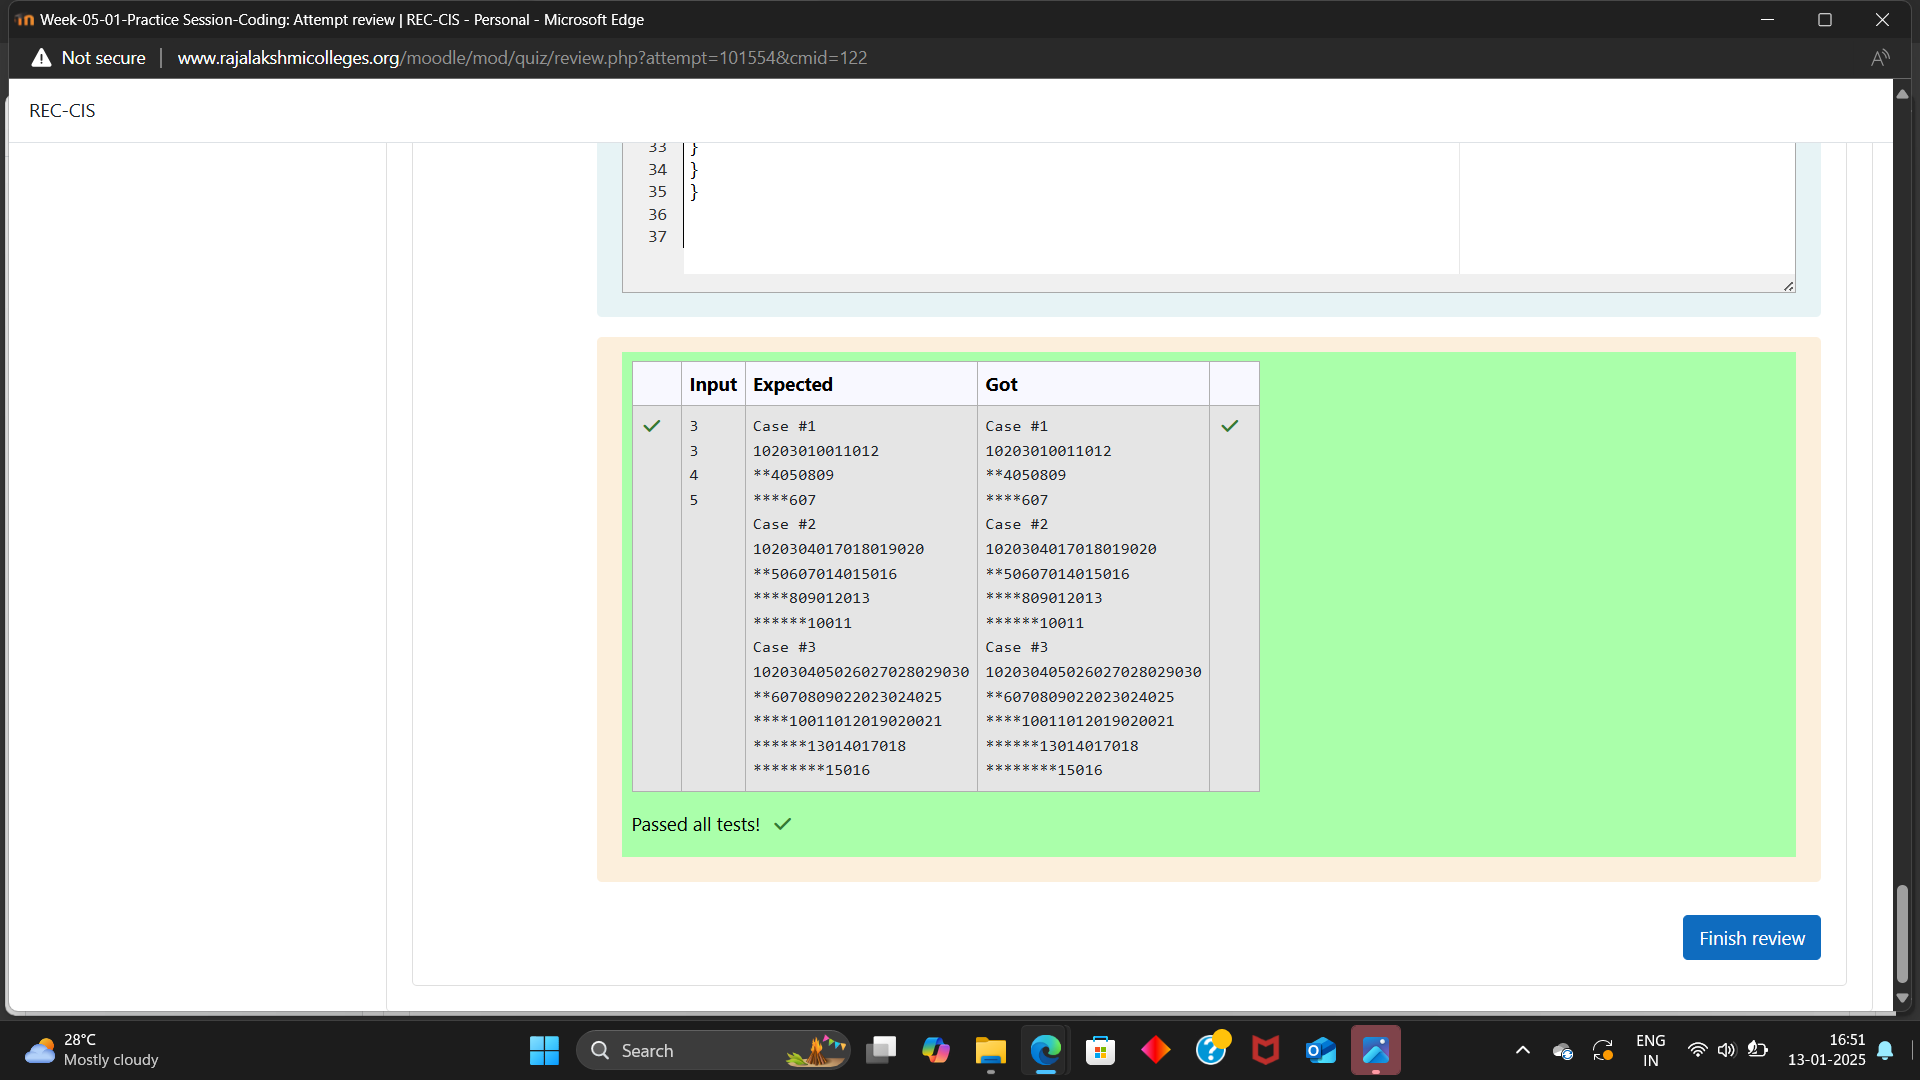 Week-05-01-Practice Session-Coding: Attempt review | REC-CIS - Personal - Microsoft Edge
Not secure
www.rajalakshmicolleges.org/moodle/mod/quiz/review.php?attempt=101554&cmid=122
REC-CIS
33 }
34 }
35 }
36
37
Input Expected Got
3 Case #1 Case #1
3 10203010011012 10203010011012
4 **4050809 **4050809
5 ****607 ****607
Case #2 Case #2
1020304017018019020 1020304017018019020
**50607014015016 **50607014015016
****809012013 ****809012013
******10011 ******10011
Case #3 Case #3
102030405026027028029030 102030405026027028029030
**6070809022023024025 **6070809022023024025
****10011012019020021 ****10011012019020021
******13014017018 ******13014017018
********15016 ********15016
Passed all tests!
Finish review
28°C
Mostly cloudy
Search
ENG
IN
16:51
13-01-2025